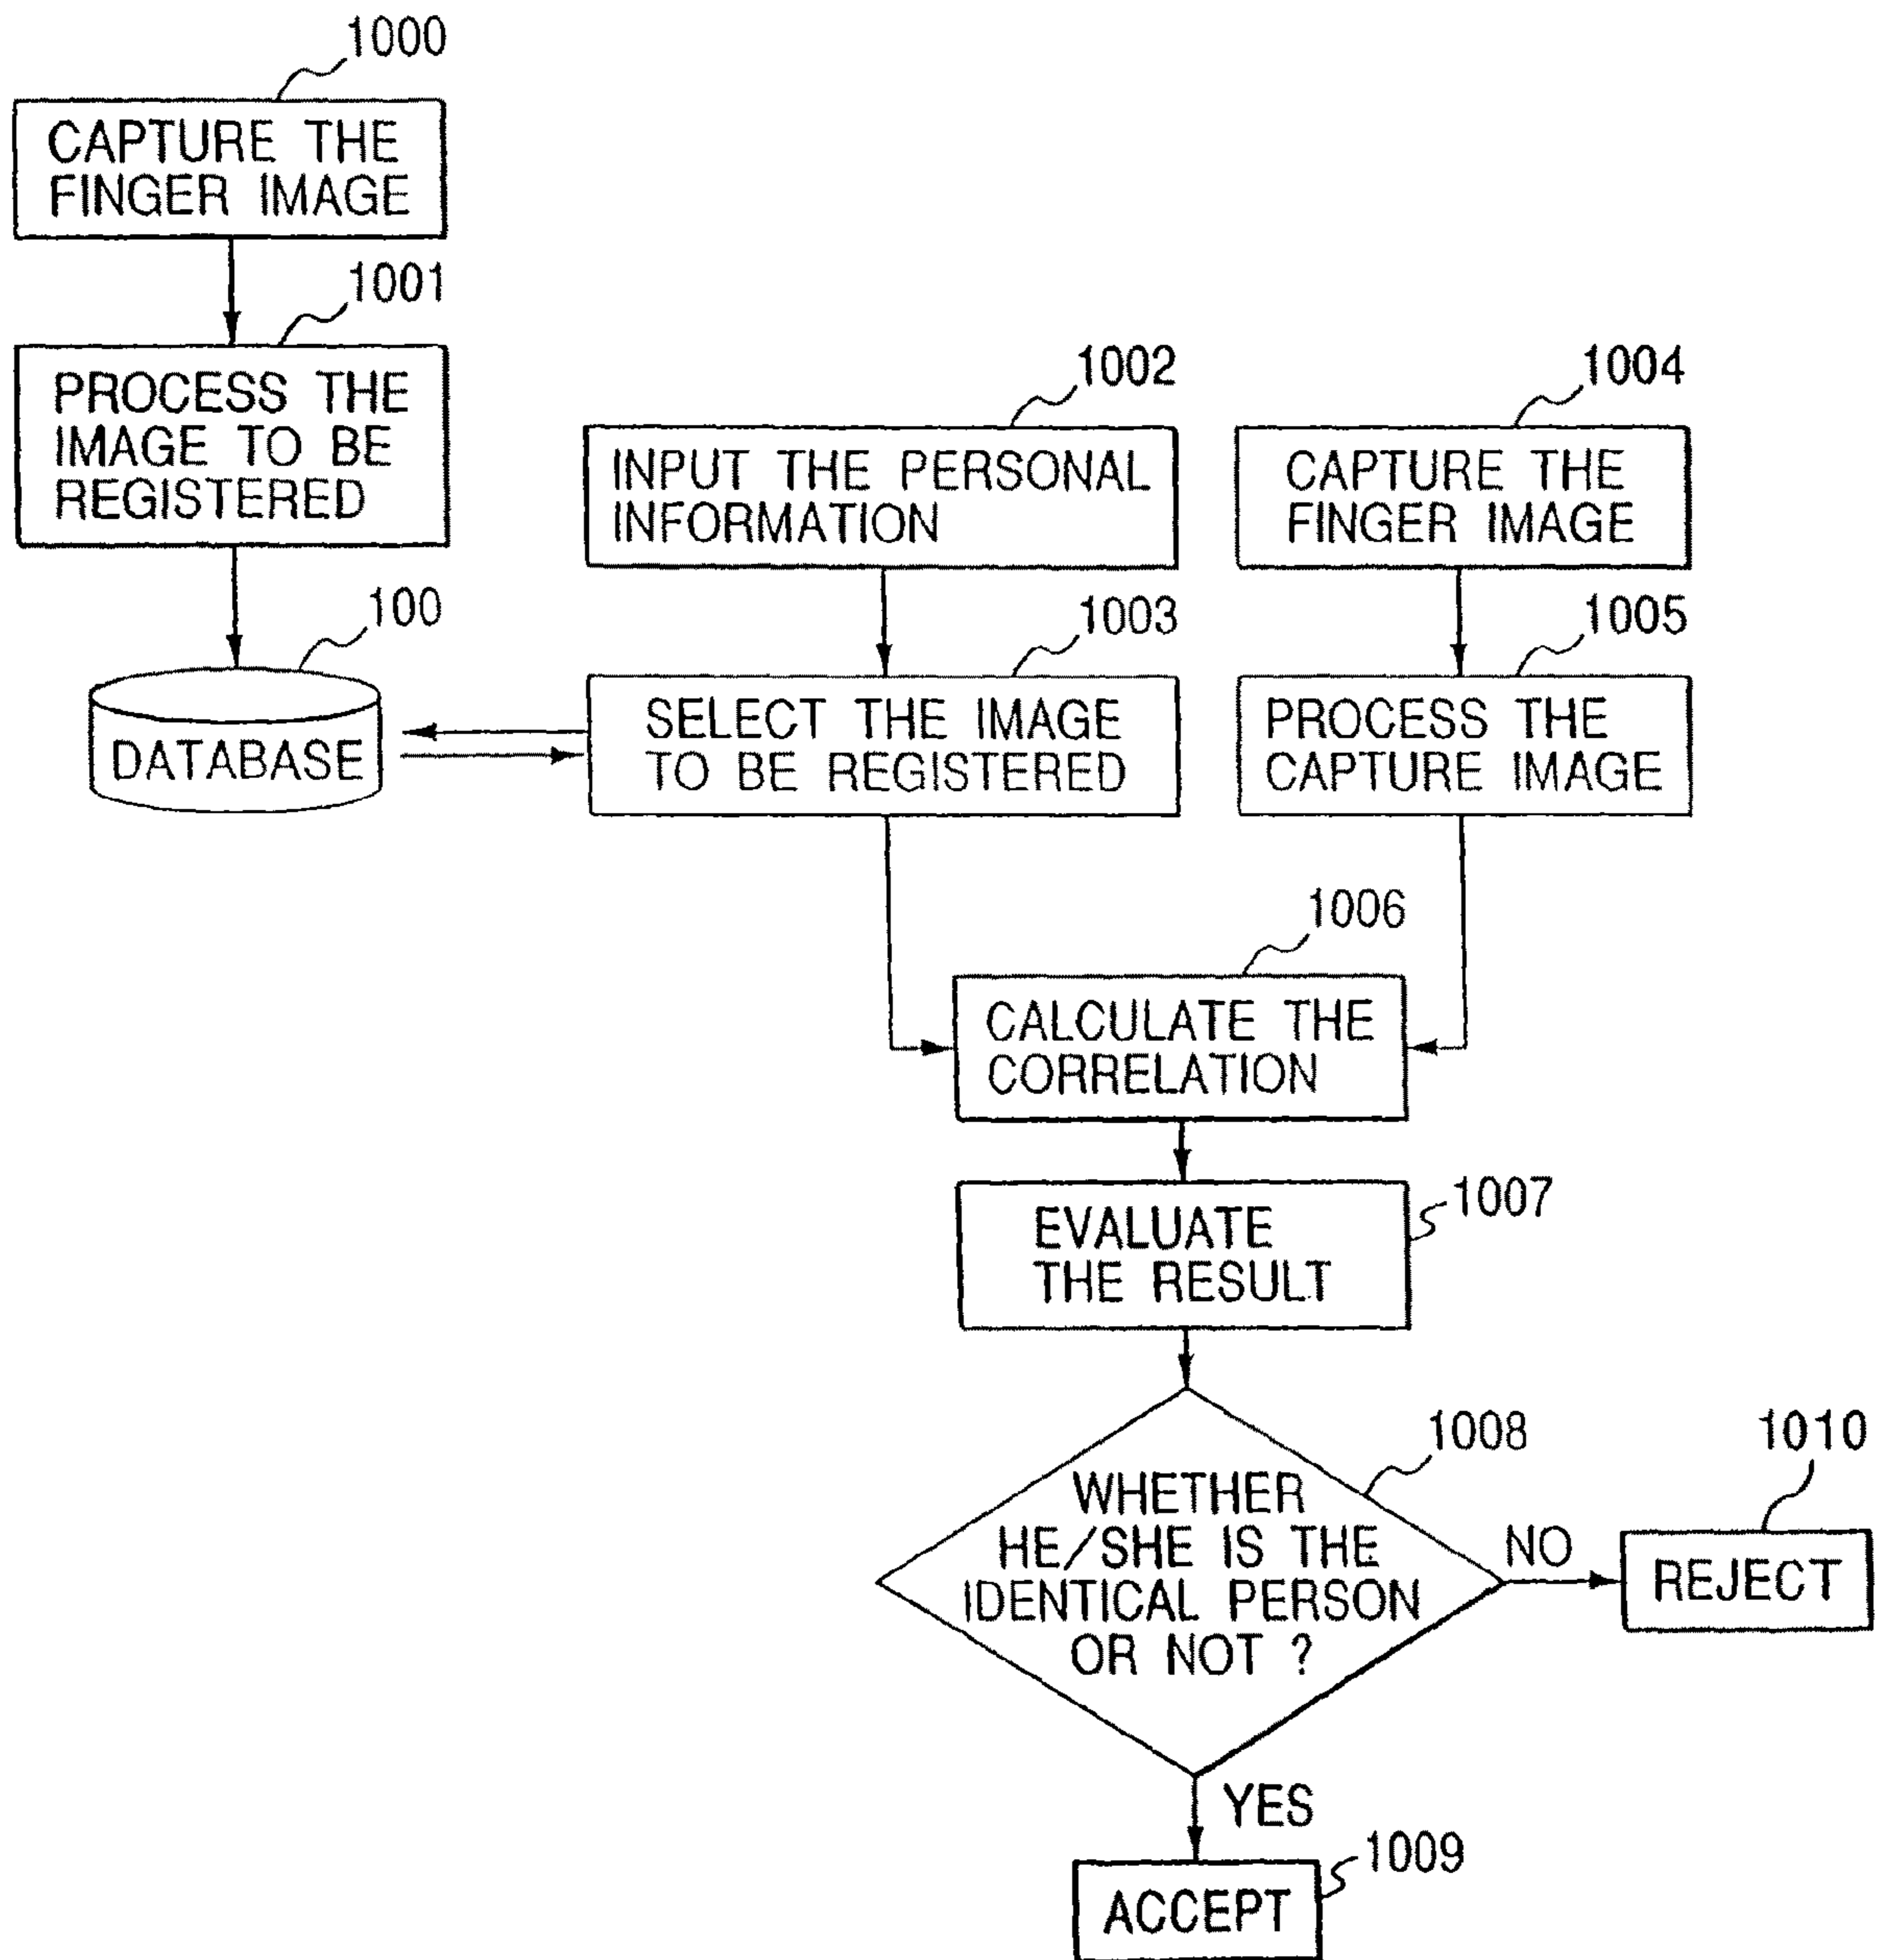 1000
CAPTURE THE
FINGER IMAGE
1001
PROCESS THE
IMAGE TO BE
REGISTERED
100
DATABASE
1002
INPUT THE PERSONAL
INFORMATION
1003
SELECT THE IMAGE
TO BE REGISTERED
1004
CAPTURE THE
FINGER IMAGE
1005
PROCESS THE
CAPTURE IMAGE
1006
CALCULATE THE
CORRELATION
1007
EVALUATE
THE RESULT
1008
WHETHER
HE/SHE IS THE
IDENTICAL PERSON
OR NOT ?
NO
1010
REJECT
YES
1009
ACCEPT